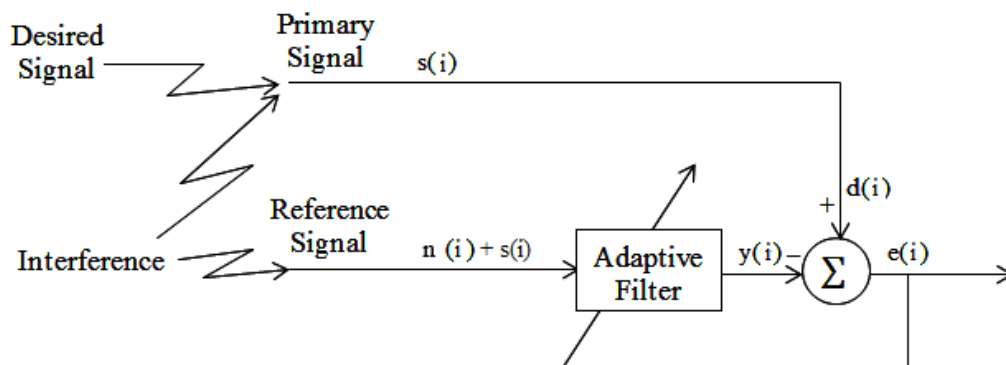 Desired
Signal
Primary
Signal
s(i)
d(i)
+
Interference
Reference
Signal
n (i) + s(i)
Adaptive
Filter
y(i) –
Σ
e(i)